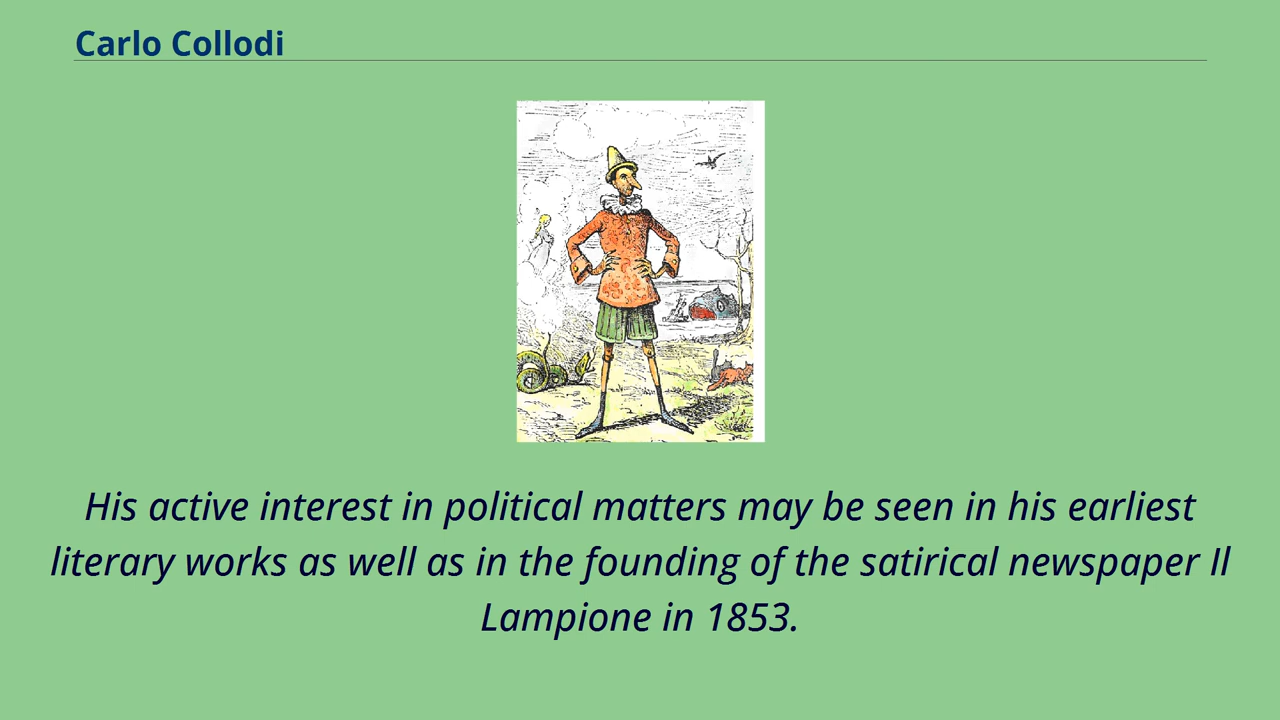 Carlo Collodi
His active interest in political matters may be seen in his earliest
literary works as well as in the founding of the satirical newspaper Il
Lampione in 1853.